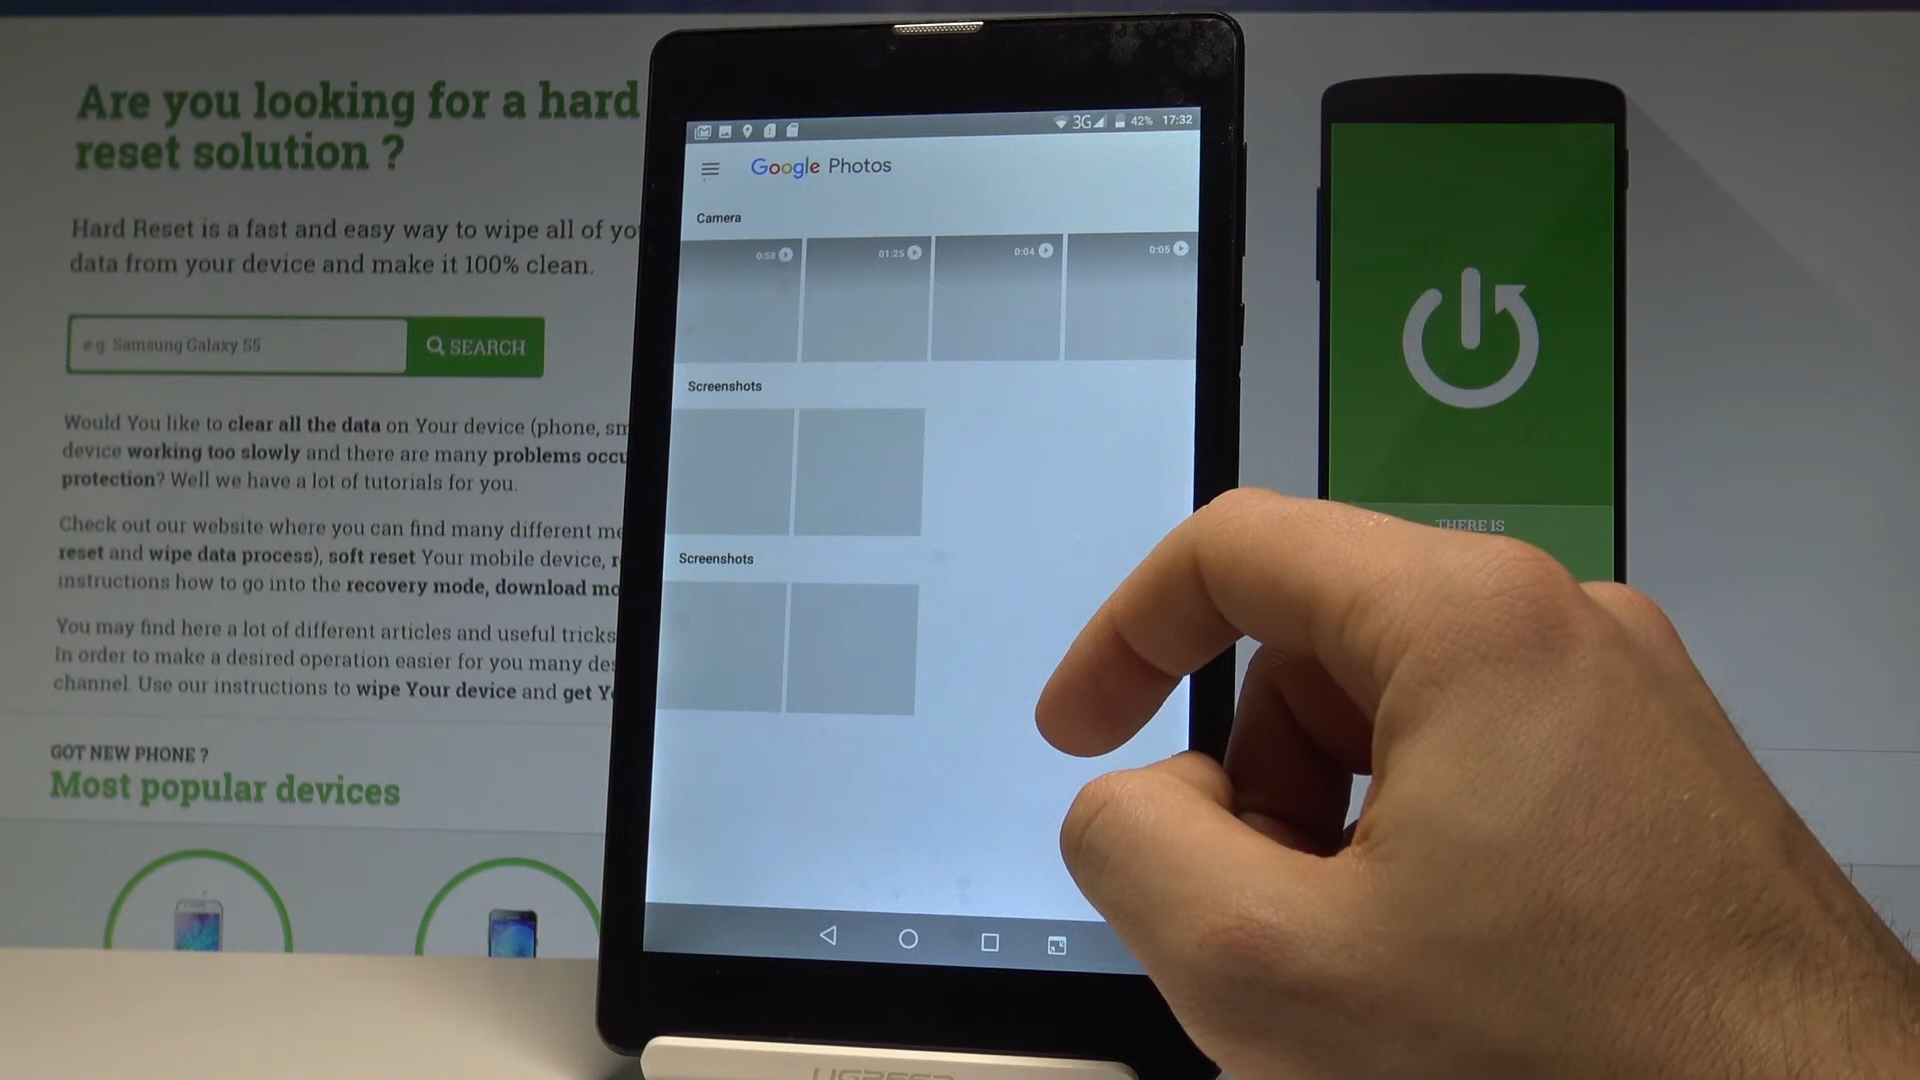 Are you looking for a hard
reset solution ?
Hard Reset is a fast and easy way to wipe all of
data from your device and make it 100% clean.
e.g. Samsung Galaxy S5
SEARCH
Would You like to clear all the data on Your device (phone,
device working too slowly and there are many problems
protection? Well we have a lot of tutorials for you.
Check out our website where you can find many different
reset and wipe data process), soft reset Your mobile device,
instructions how to go into the recovery mode, download
You may find here a lot of different articles and useful tricks
In order to make a desired operation easier for you many
channel. Use our instructions to wipe Your device and get
GOT NEW PHONE ?
Most popular devices
3G 42% 17:32
Google Photos
Camera
0:58
01:25
0:04
0:05
Screenshots
Screenshots
THERE IS
UGREEN